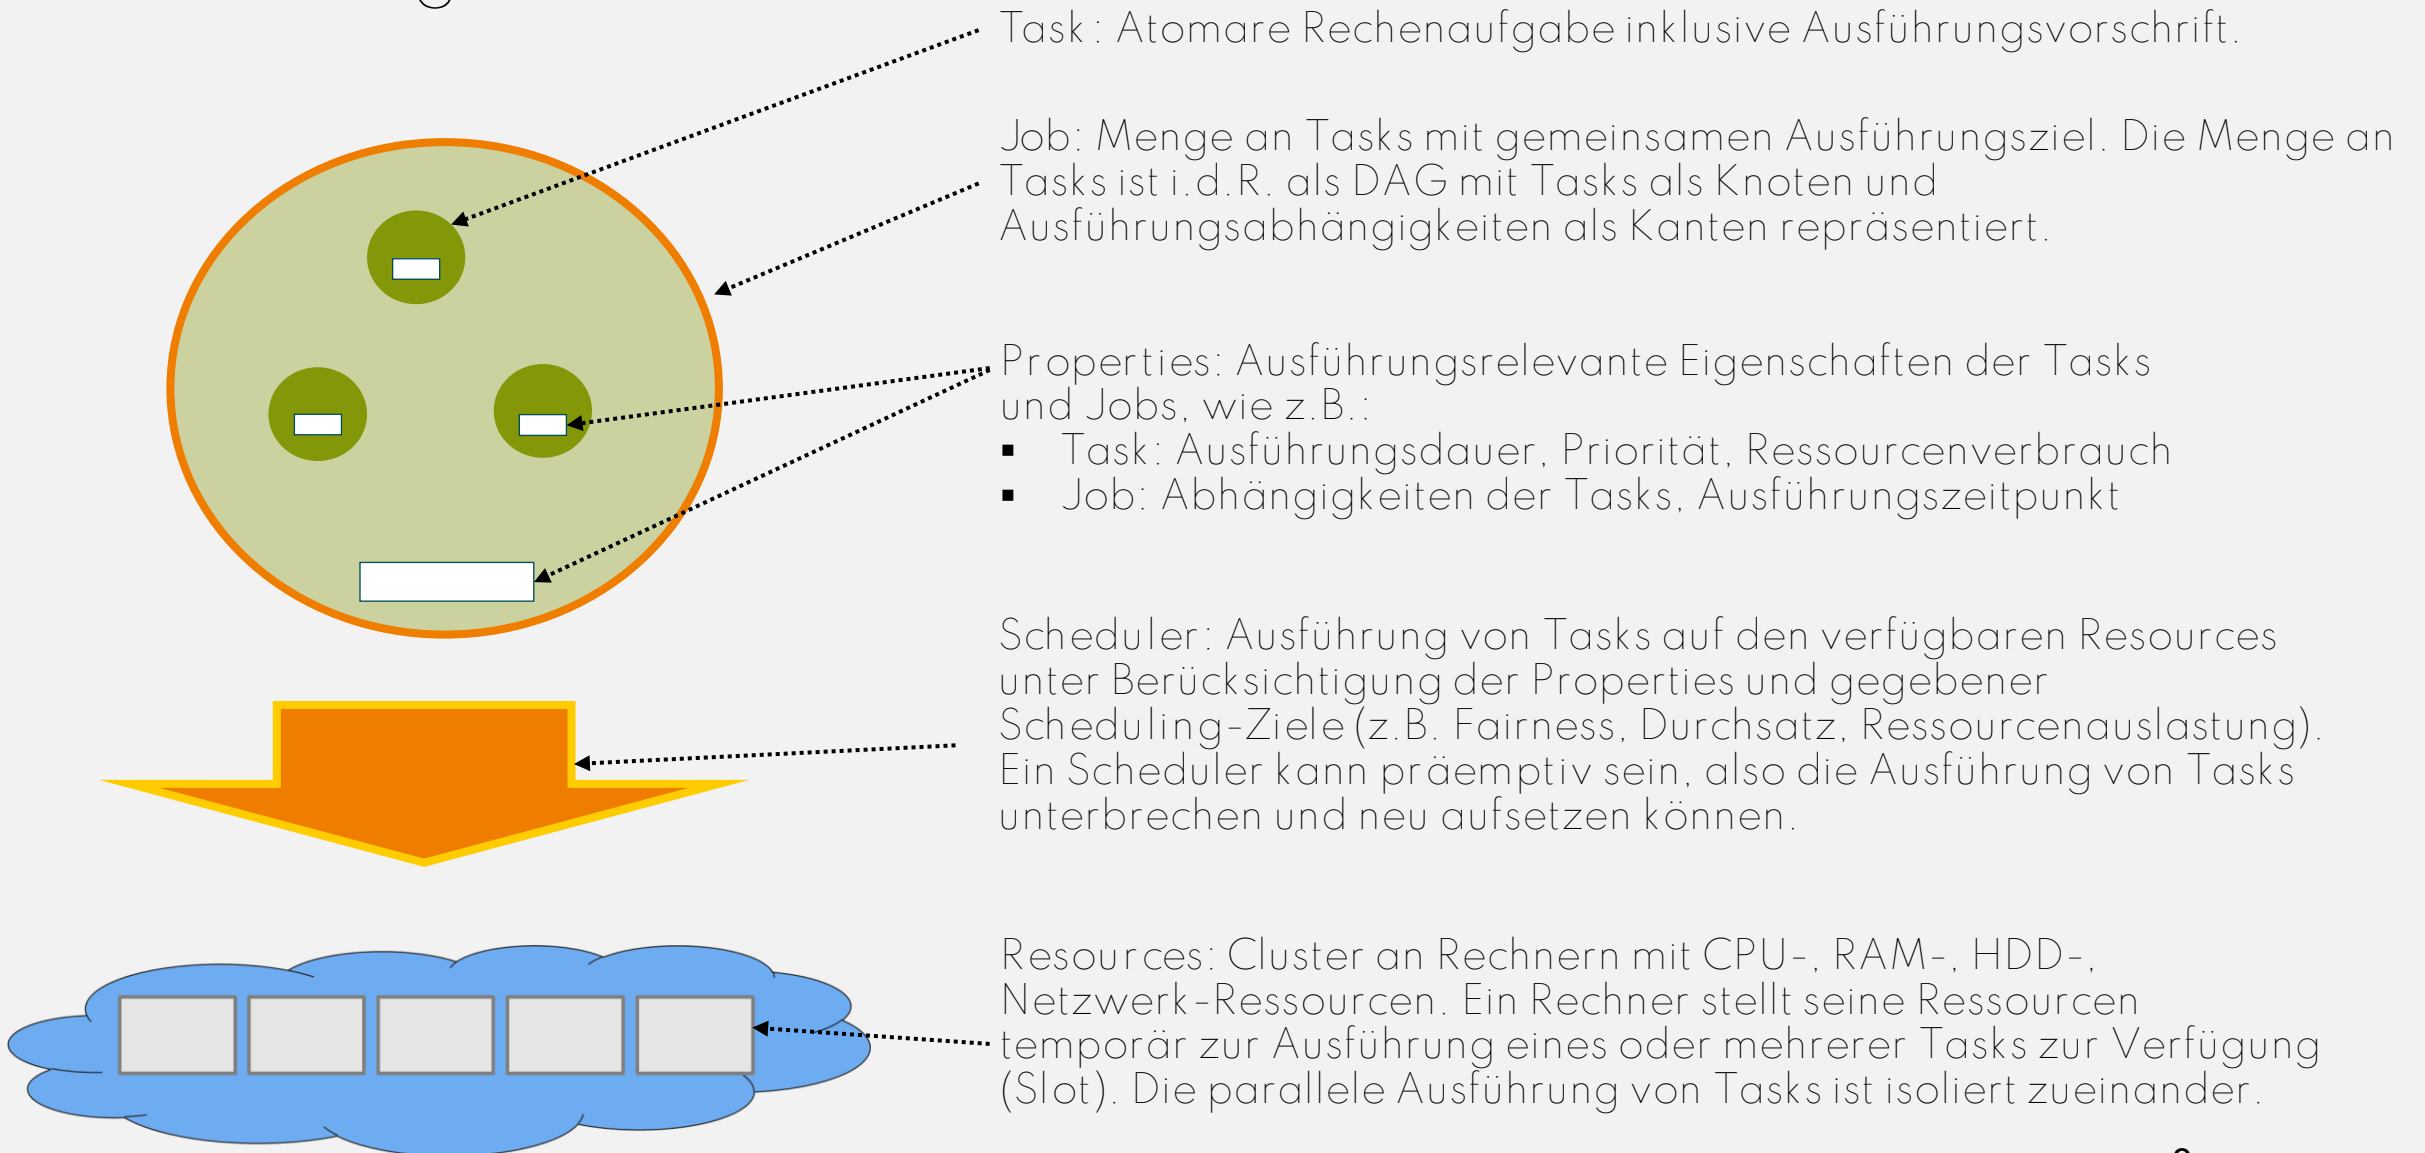 Task: Atomare Rechenaufgabe inklusive Ausführungsvorschrift.
Job: Menge an Tasks mit gemeinsamen Ausführungsziel. Die Menge an
Tasks ist i.d.R. als DAG mit Tasks als Knoten und
Ausführungsabhängigkeiten als Kanten repräsentiert.
Properties: Ausführungsrelevante Eigenschaften der Tasks
und Jobs, wie z.B.:
▪ Task: Ausführungsdauer, Priorität, Ressourcenverbrauch
▪ Job: Abhängigkeiten der Tasks, Ausführungszeitpunkt
Scheduler: Ausführung von Tasks auf den verfügbaren Resources
unter Berücksichtigung der Properties und gegebener
Scheduling-Ziele (z.B. Fairness, Durchsatz, Ressourcenauslastung).
Ein Scheduler kann präemptiv sein, also die Ausführung von Tasks
unterbrechen und neu aufsetzen können.
Resources: Cluster an Rechnern mit CPU-, RAM-, HDD-,
Netzwerk-Ressourcen. Ein Rechner stellt seine Ressourcen
temporär zur Ausführung eines oder mehrerer Tasks zur Verfügung
(Slot). Die parallele Ausführung von Tasks ist isoliert zueinander.